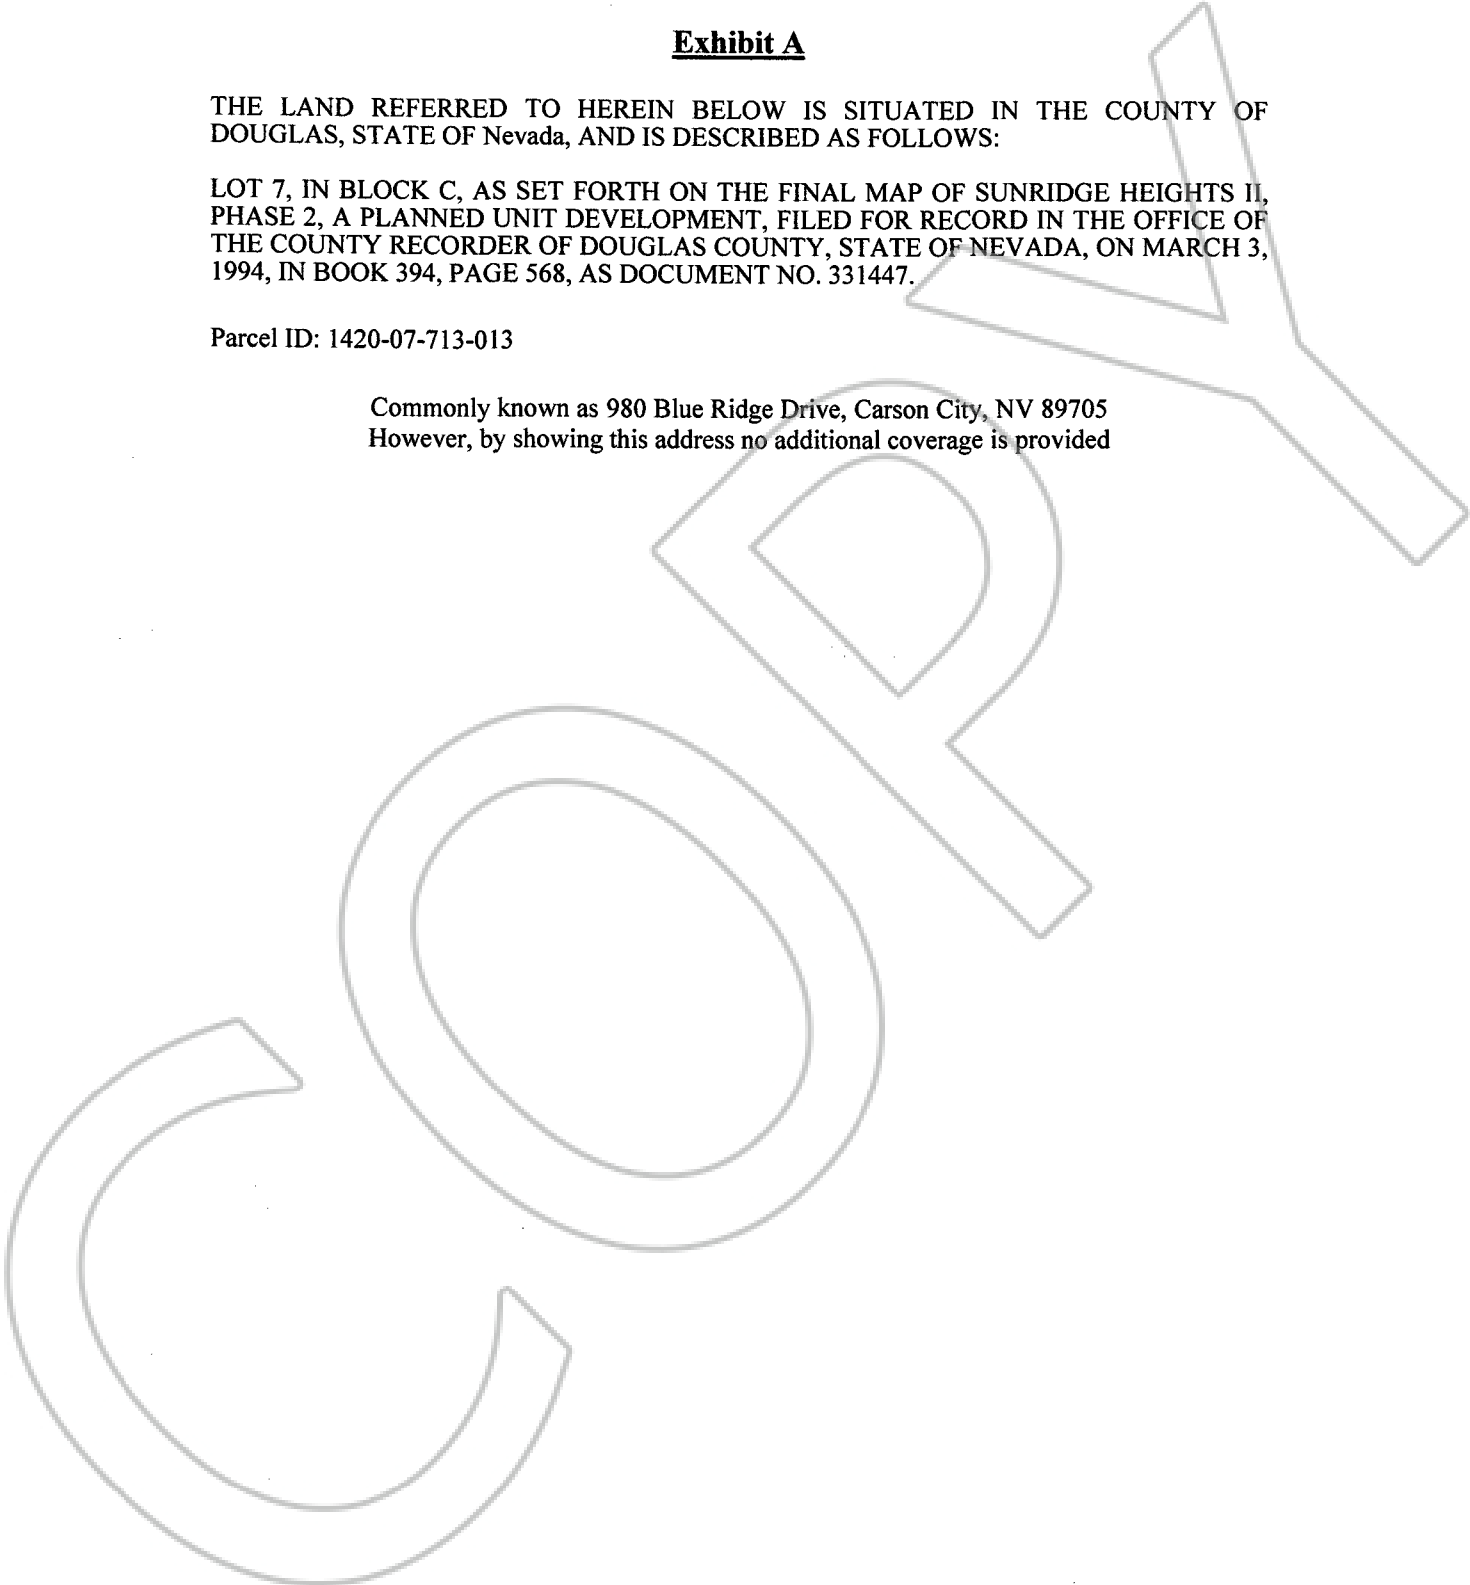 Exhibit A
THE LAND REFERRED TO HEREIN BELOW IS SITUATED IN THE COUNTY OF
DOUGLAS, STATE OF Nevada, AND IS DESCRIBED AS FOLLOWS:
LOT 7, IN BLOCK C, AS SET FORTH ON THE FINAL MAP OF SUNRIDGE HEIGHTS II,
PHASE 2, A PLANNED UNIT DEVELOPMENT, FILED FOR RECORD IN THE OFFICE OF
THE COUNTY RECORDER OF DOUGLAS COUNTY, STATE OF NEVADA, ON MARCH 3,
1994, IN BOOK 394, PAGE 568, AS DOCUMENT NO. 331447.
Parcel ID: 1420-07-713-013
Commonly known as 980 Blue Ridge Drive, Carson City, NV 89705
However, by showing this address no additional coverage is provided
COPY